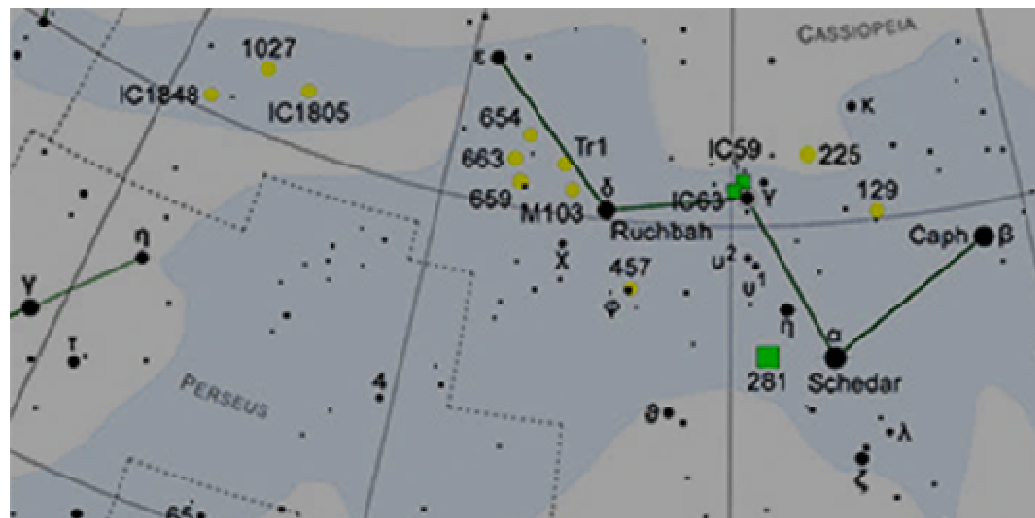 CASSIOPEIA
1027
ε
κ
IC1848
IC1805
654
Tr1
IC59
225
663
659
M103
δ
IC63
γ
129
Ruchbah
Caph
β
η
χ
υ²
457
υ¹
γ
φ
η
α
τ
281
Schedar
PERSEUS
4
θ
λ
ζ
65